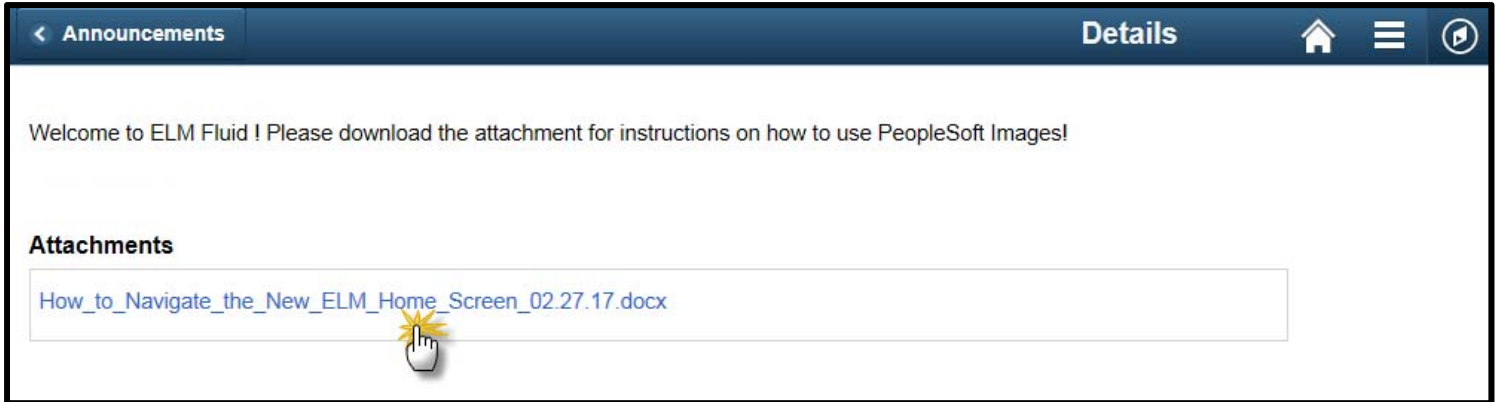 Announcements
Details
Welcome to ELM Fluid ! Please download the attachment for instructions on how to use PeopleSoft Images!
Attachments
How_to_Navigate_the_New_ELM_Home_Screen_02.27.17.docx